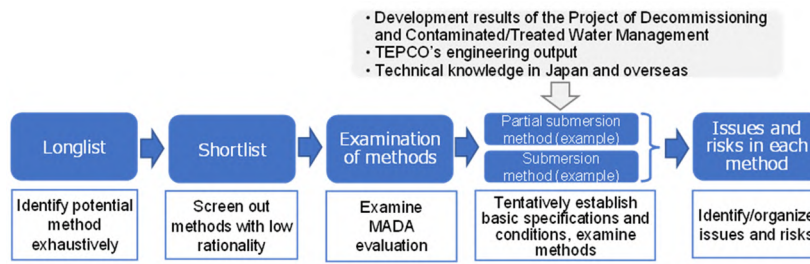 • Development results of the Project of Decommissioning
and Contaminated/Treated Water Management
• TEPCO's engineering output
• Technical knowledge in Japan and overseas
Longlist
Shortlist
Examination
of methods
Partial submersion
method (example)
Submersion
method (example)
Issues and
risks in each
method
Identify potential
method
exhaustively
Screen out
methods with low
rationality
Examine
MADA
evaluation
Tentatively establish
basic specifications and
conditions, examine
methods
Identify/organize
issues and risks